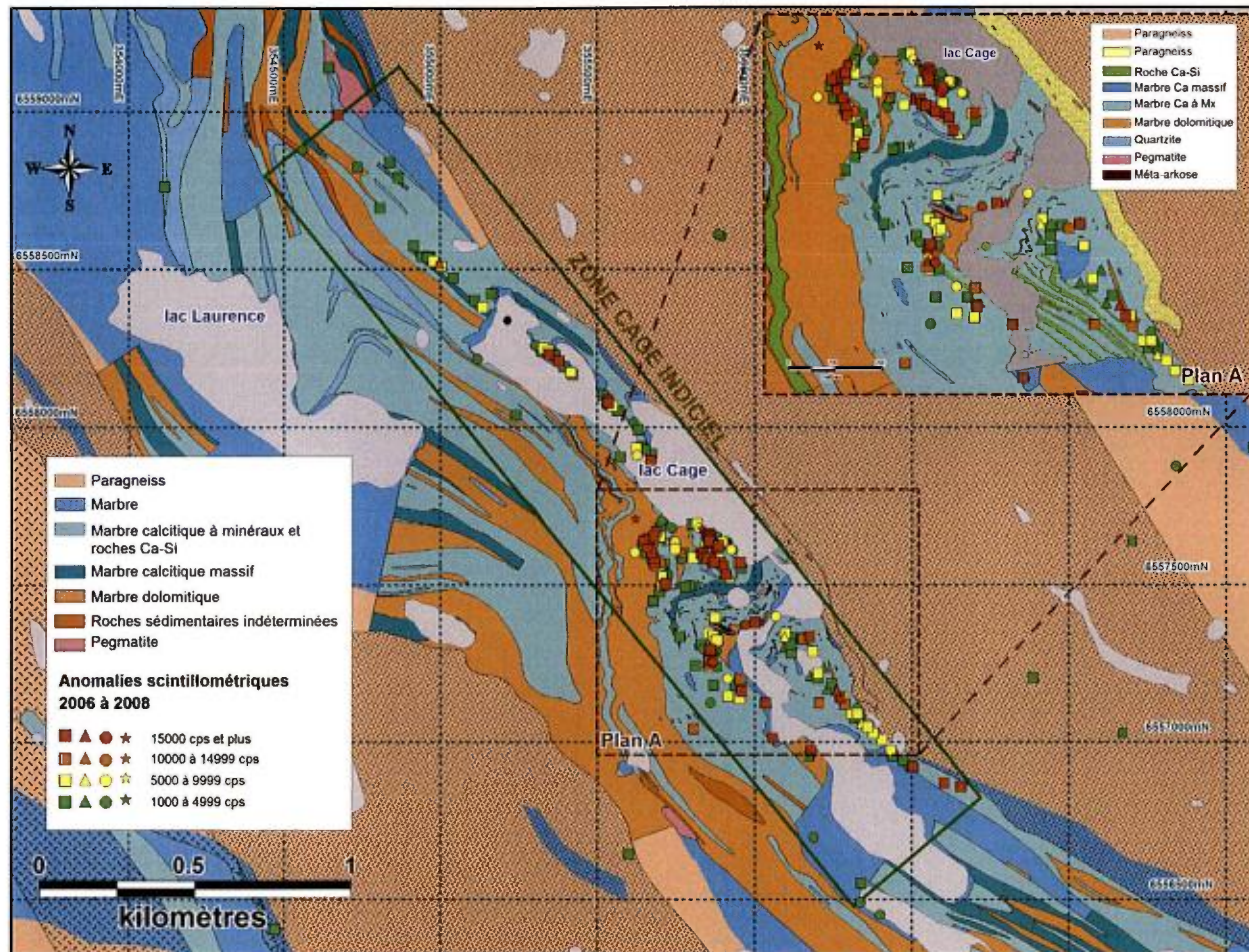 354000mE
354500mE
6559000mN
N
W E
S
6558500mN
lac Laurence
ZONE CAGE INDICIEL
6558000mN
lac Cage
6558000mN
6557500mN
6557000mN
Plan A
Paragneiss
Marbre
Marbre calcitique à minéraux et
roches Ca-Si
Marbre calcitique massif
Marbre dolomitique
Roches sédimentaires indéterminées
Pegmatite
Anomalies scintillométriques
2006 à 2008
15000 cps et plus
10000 à 14999 cps
5000 à 9999 cps
1000 à 4999 cps
0 0.5 1
kilomètres
lac Cage
Paragneiss
Paragneiss
Roche Ca-Si
Marbre Ca massif
Marbre Ca à Mx
Marbre dolomitique
Quartzite
Pegmatite
Méta-arkose
Plan A